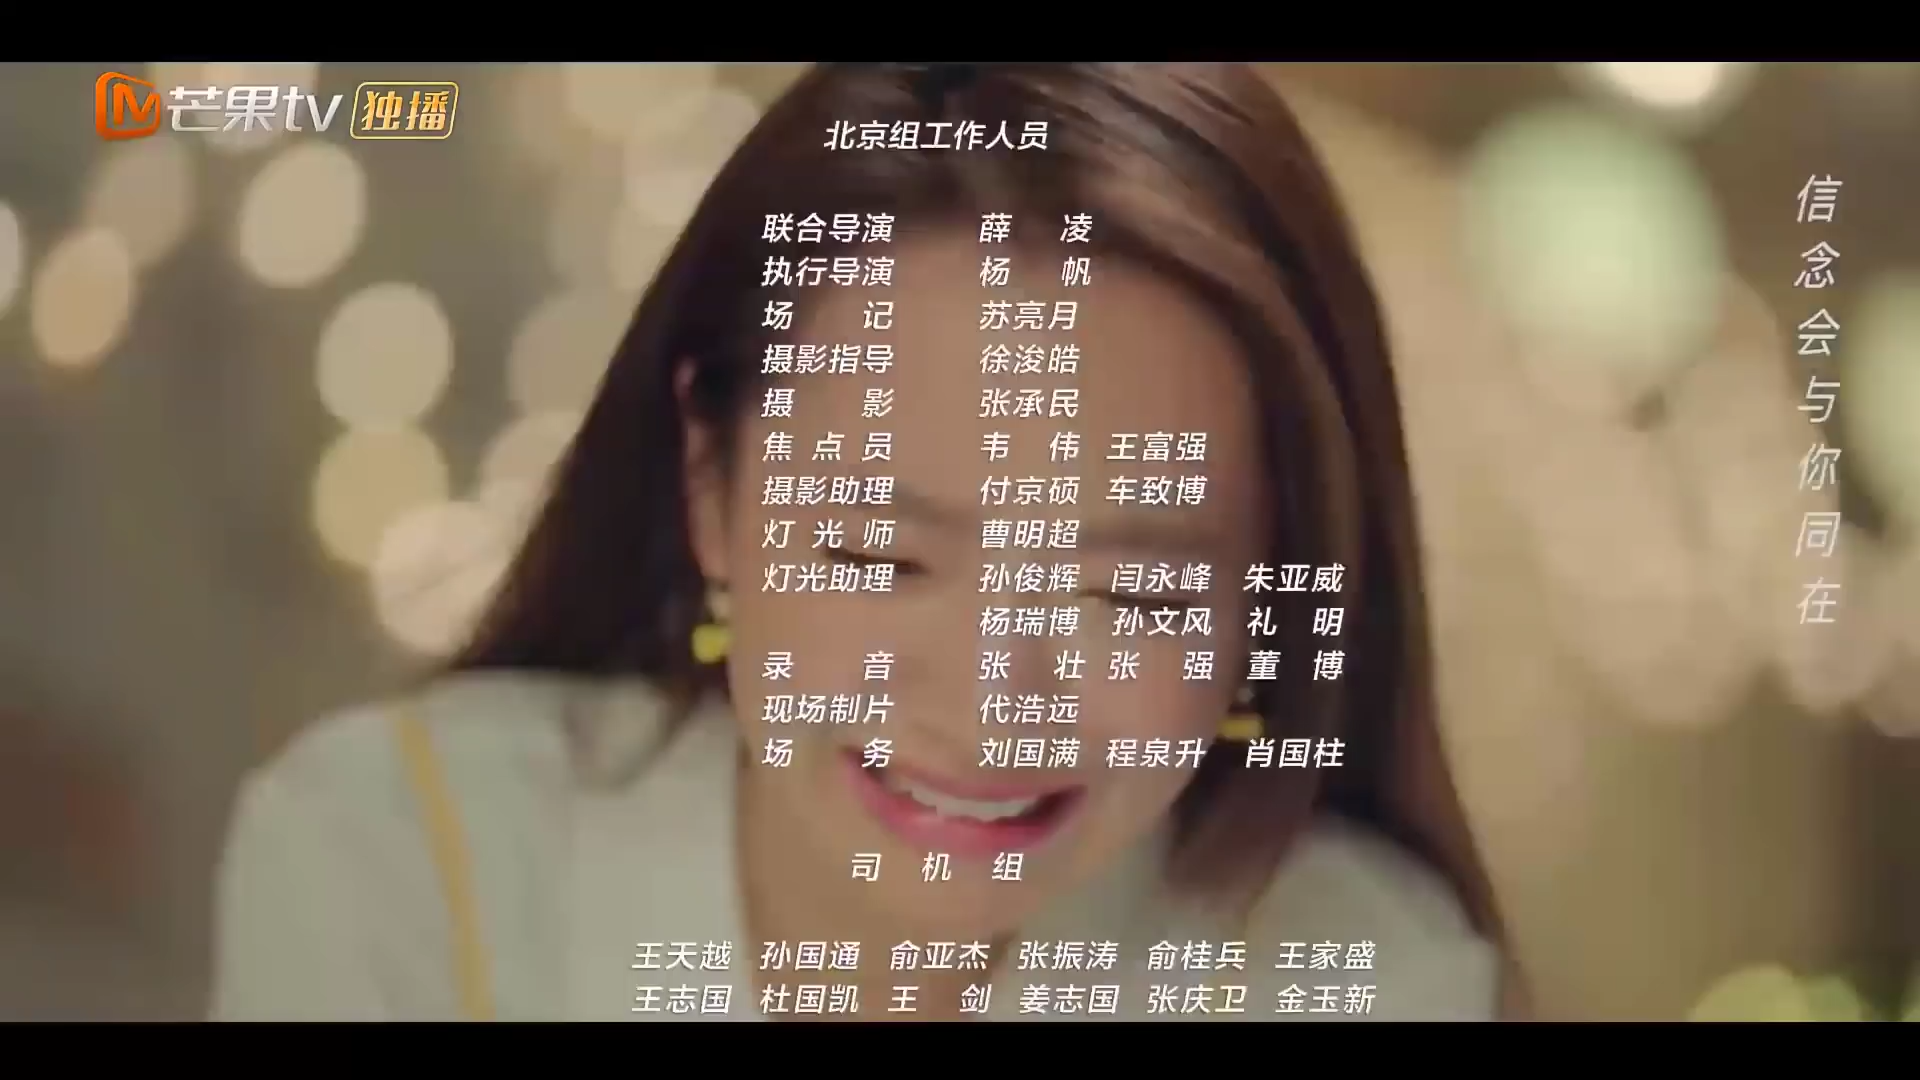 芒果tv 独播
北京组工作人员
联合导演 薛凌
执行导演 杨帆
场记 苏亮月
摄影指导 徐浚皓
摄影 张承民
焦点员 韦伟 王富强
摄影助理 付京硕 车致博
灯光师 曹明超
灯光助理 孙俊辉 闫永峰 朱亚威
杨瑞博 孙文风 礼明
录音 张壮 张强 董博
现场制片 代浩远
场务 刘国满 程泉升 肖国柱
司机组
王天越 孙国通 俞亚杰 张振涛 俞桂兵 王家盛
王志国 杜国凯 王剑 姜志国 张庆卫 金玉新
信念会与你同在